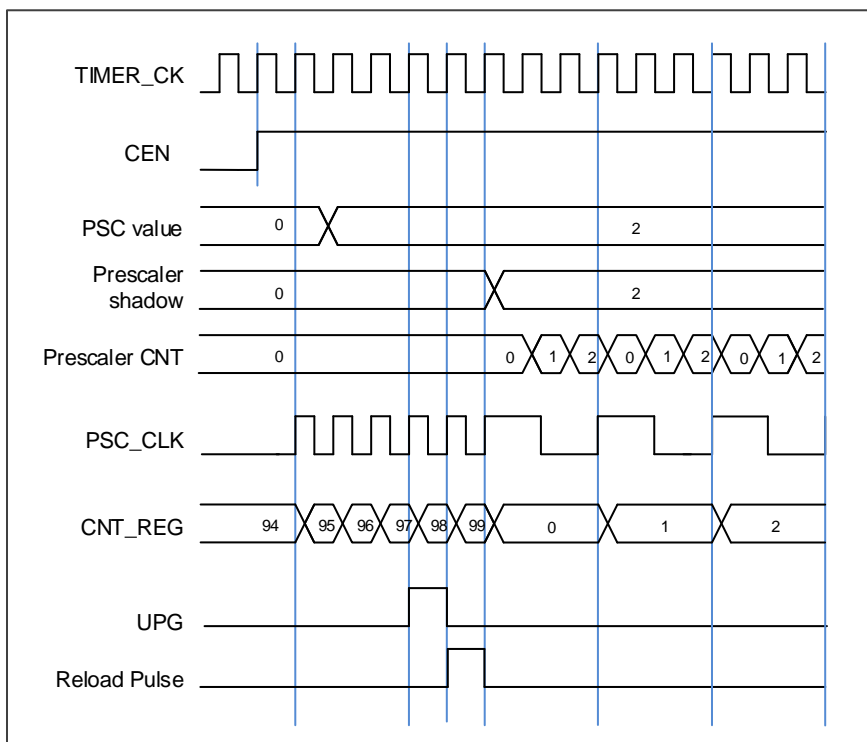 TIMER_CK
CEN
PSC value
0
2
Prescaler
shadow
0
2
Prescaler CNT
0
0 1 2 0 1 2 0 1 2
PSC_CLK
CNT_REG
94 95 96 97 98 99 0 1 2
UPG
Reload Pulse